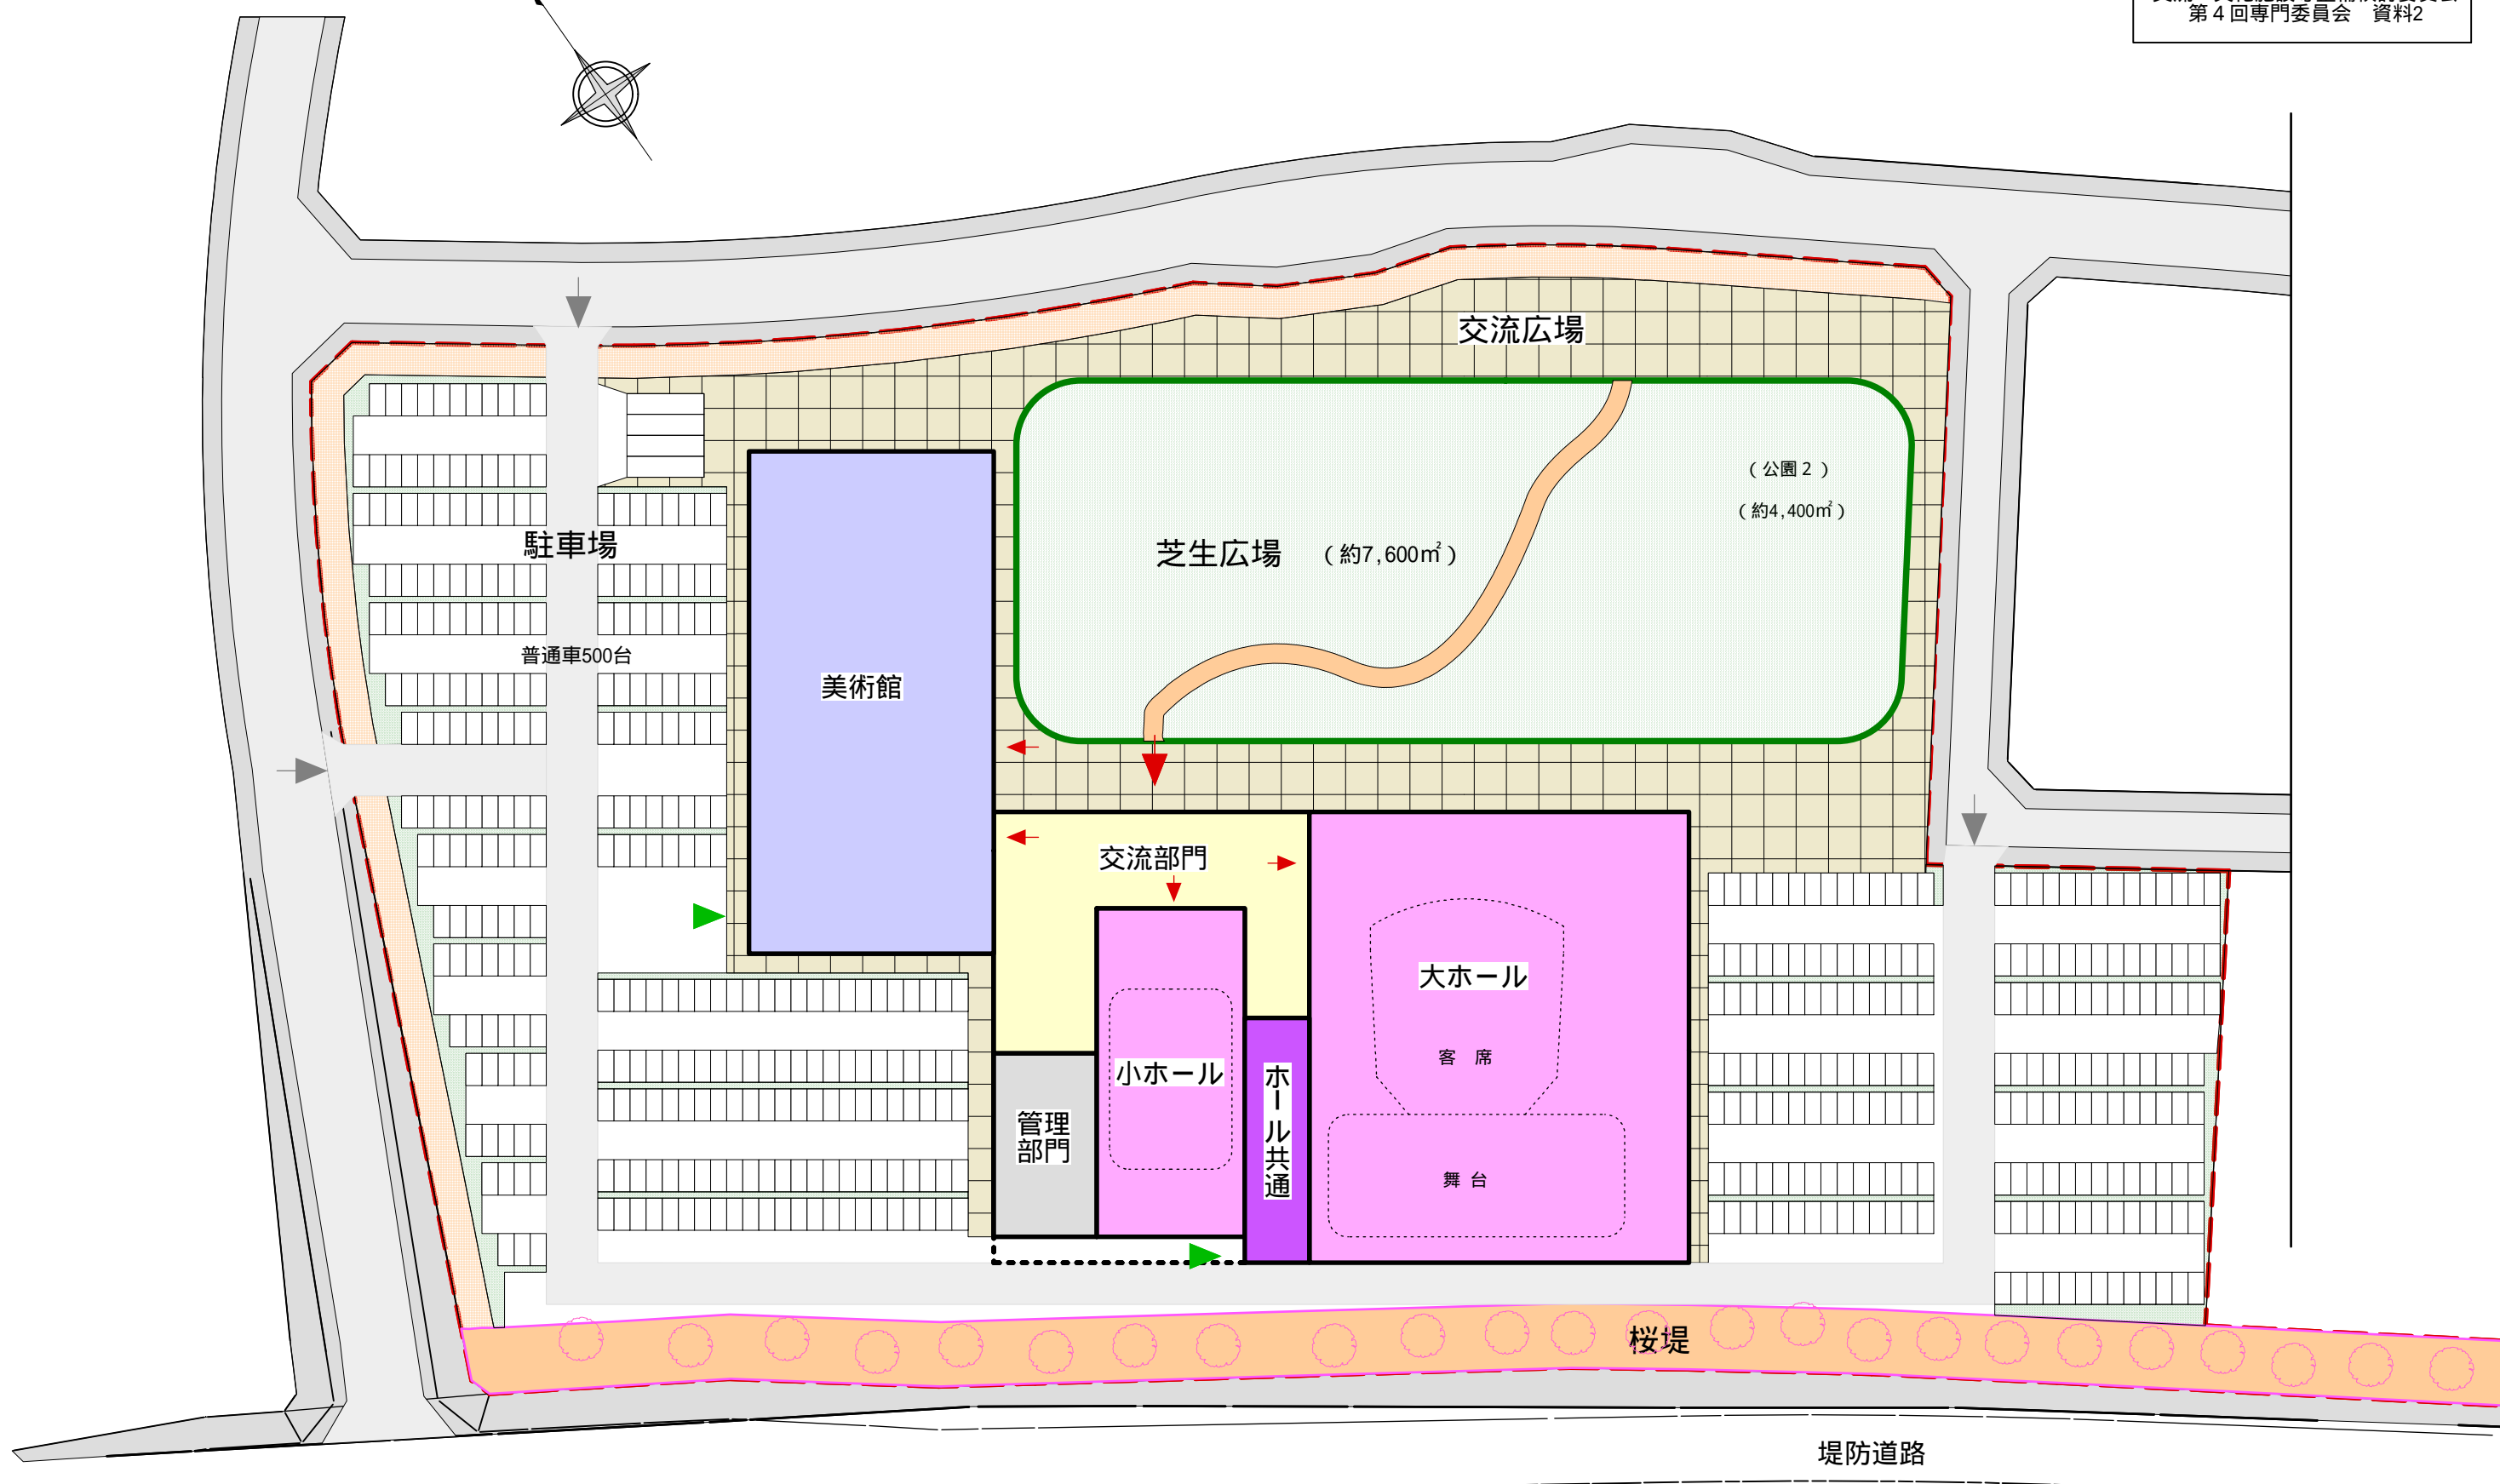 第４回専門委員会　資料2
交流広場
（公園２）
（約4,400㎡）
芝生広場　（約7,600㎡）
駐車場
普通車500台
美術館
交流部門
大ホール
客　席
小ホール
ホール共通
管理
部門
舞 台
桜堤
堤防道路